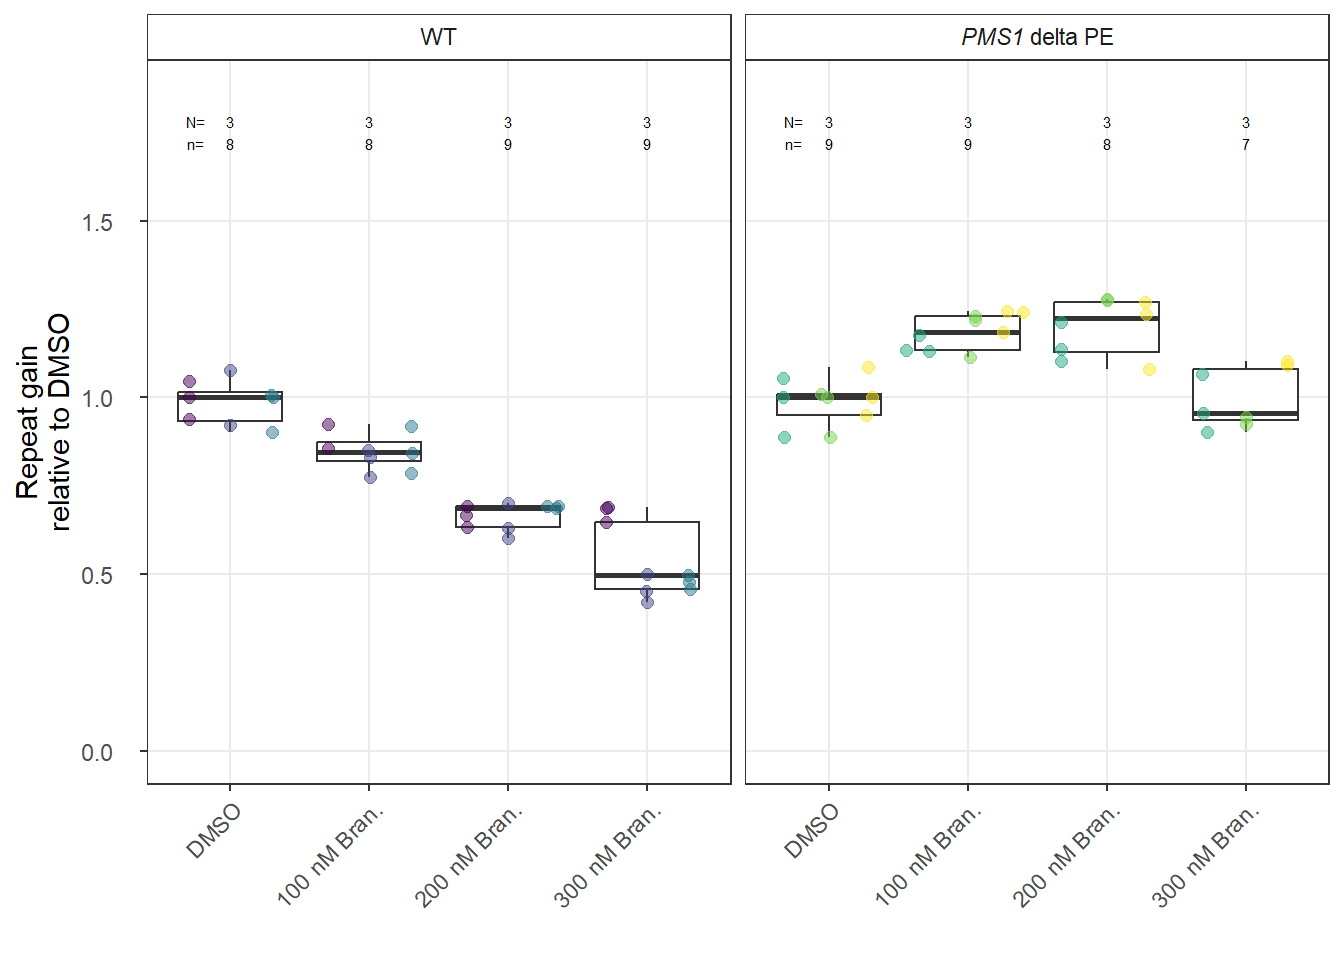 WT
PMS1 delta PE
N= 3 3 3 3
n= 8 8 9 9
N= 3 3 3 3
n= 9 9 8 7
Repeat gain
relative to DMSO
1.5
1.0
0.5
0.0
DMSO
100 nM Bran.
200 nM Bran.
300 nM Bran.
DMSO
100 nM Bran.
200 nM Bran.
300 nM Bran.